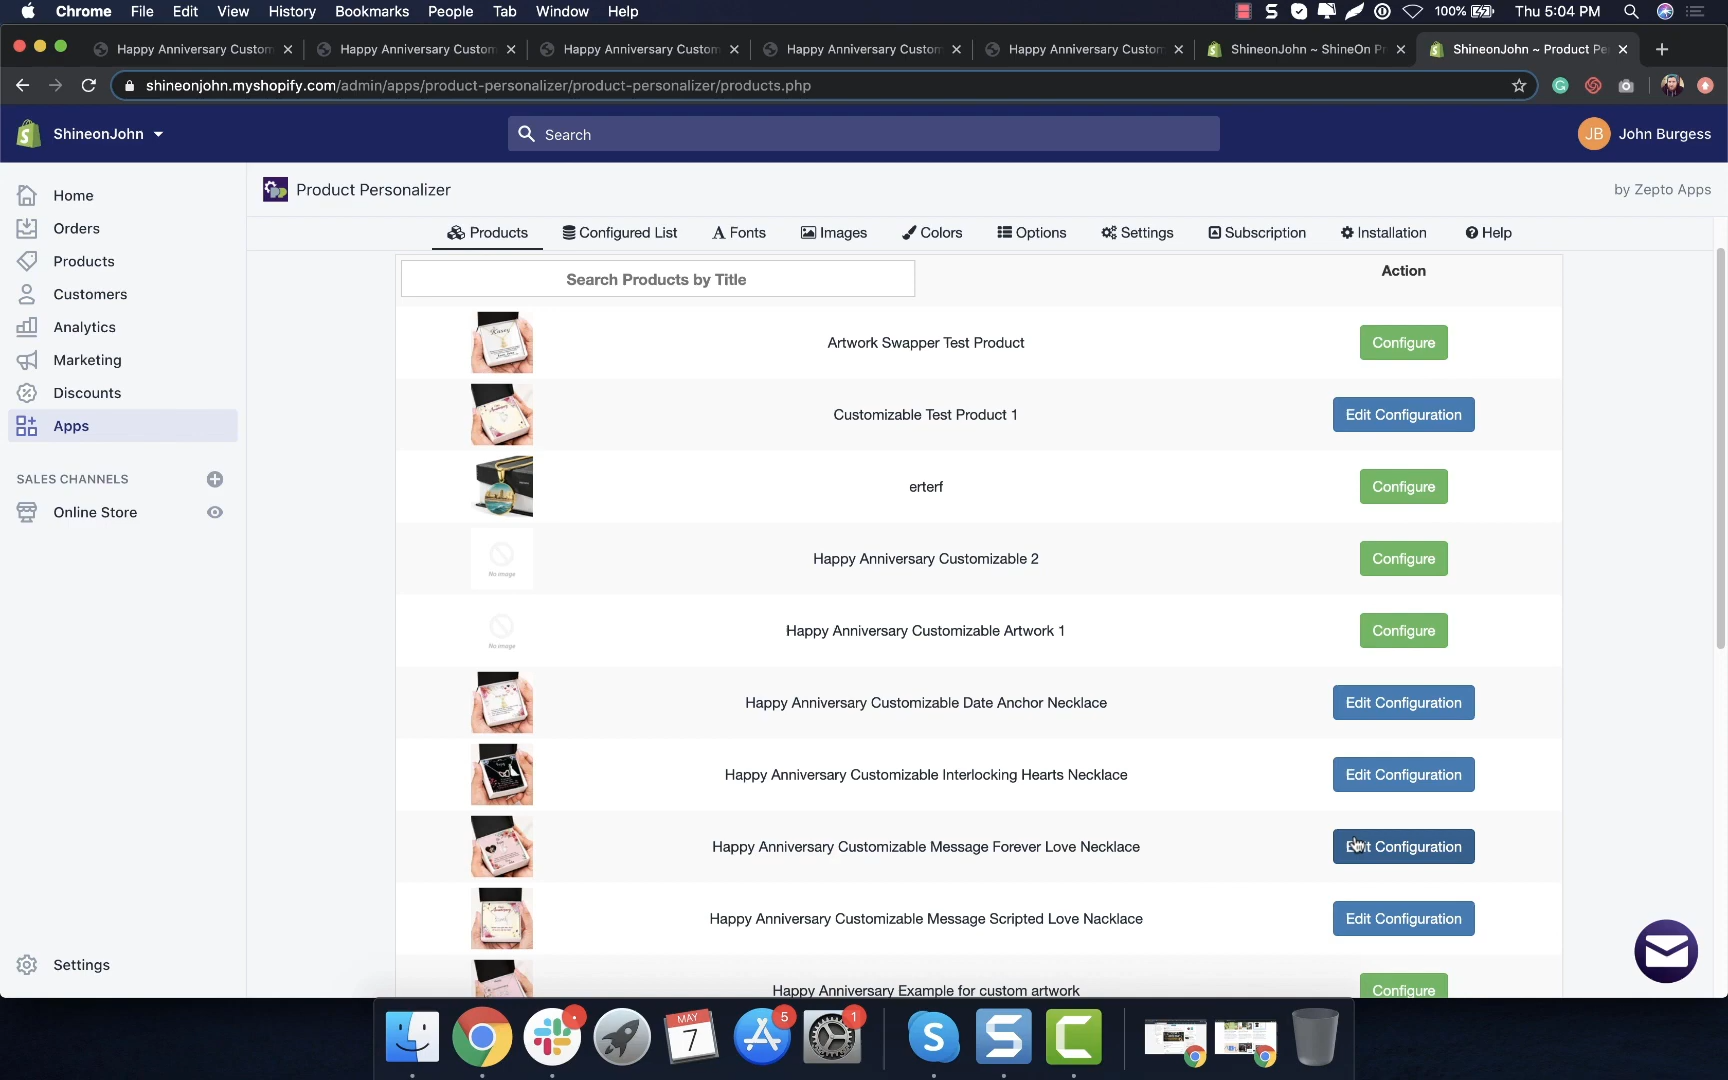 Chrome File Edit View History Bookmarks People Tab Window Help 100% Thu 5:04 PM
Happy Anniversary Custom Happy Anniversary Custom Happy Anniversary Custom Happy Anniversary Custom Happy Anniversary Custom ShineonJohn ~ ShineOn Pr ShineonJohn ~ Product Pe
shineonjohn.myshopify.com/admin/apps/product-personalizer/product-personalizer/products.php
ShineonJohn Search JB John Burgess
Home
Orders
Products
Customers
Analytics
Marketing
Discounts
Apps
SALES CHANNELS
Online Store
Settings
Product Personalizer by Zepto Apps
Products Configured List Fonts Images Colors Options Settings Subscription Installation Help
Search Products by Title Action
Artwork Swapper Test Product Configure
Customizable Test Product 1 Edit Configuration
erterf Configure
No image Happy Anniversary Customizable 2 Configure
No image Happy Anniversary Customizable Artwork 1 Configure
Happy Anniversary Customizable Date Anchor Necklace Edit Configuration
Happy Anniversary Customizable Interlocking Hearts Necklace Edit Configuration
Happy Anniversary Customizable Message Forever Love Necklace Edit Configuration
Happy Anniversary Customizable Message Scripted Love Nacklace Edit Configuration
Happy Anniversary Example for custom artwork Configure
MAY
7
5
1